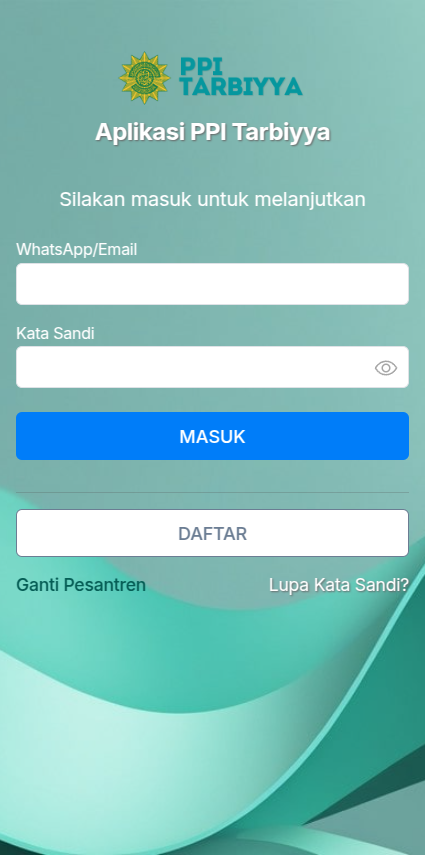 PPI
TARBIYYA
Aplikasi PPI Tarbiyya
Silakan masuk untuk melanjutkan
WhatsApp/Email
Kata Sandi
MASUK
DAFTAR
Ganti Pesantren
Lupa Kata Sandi?